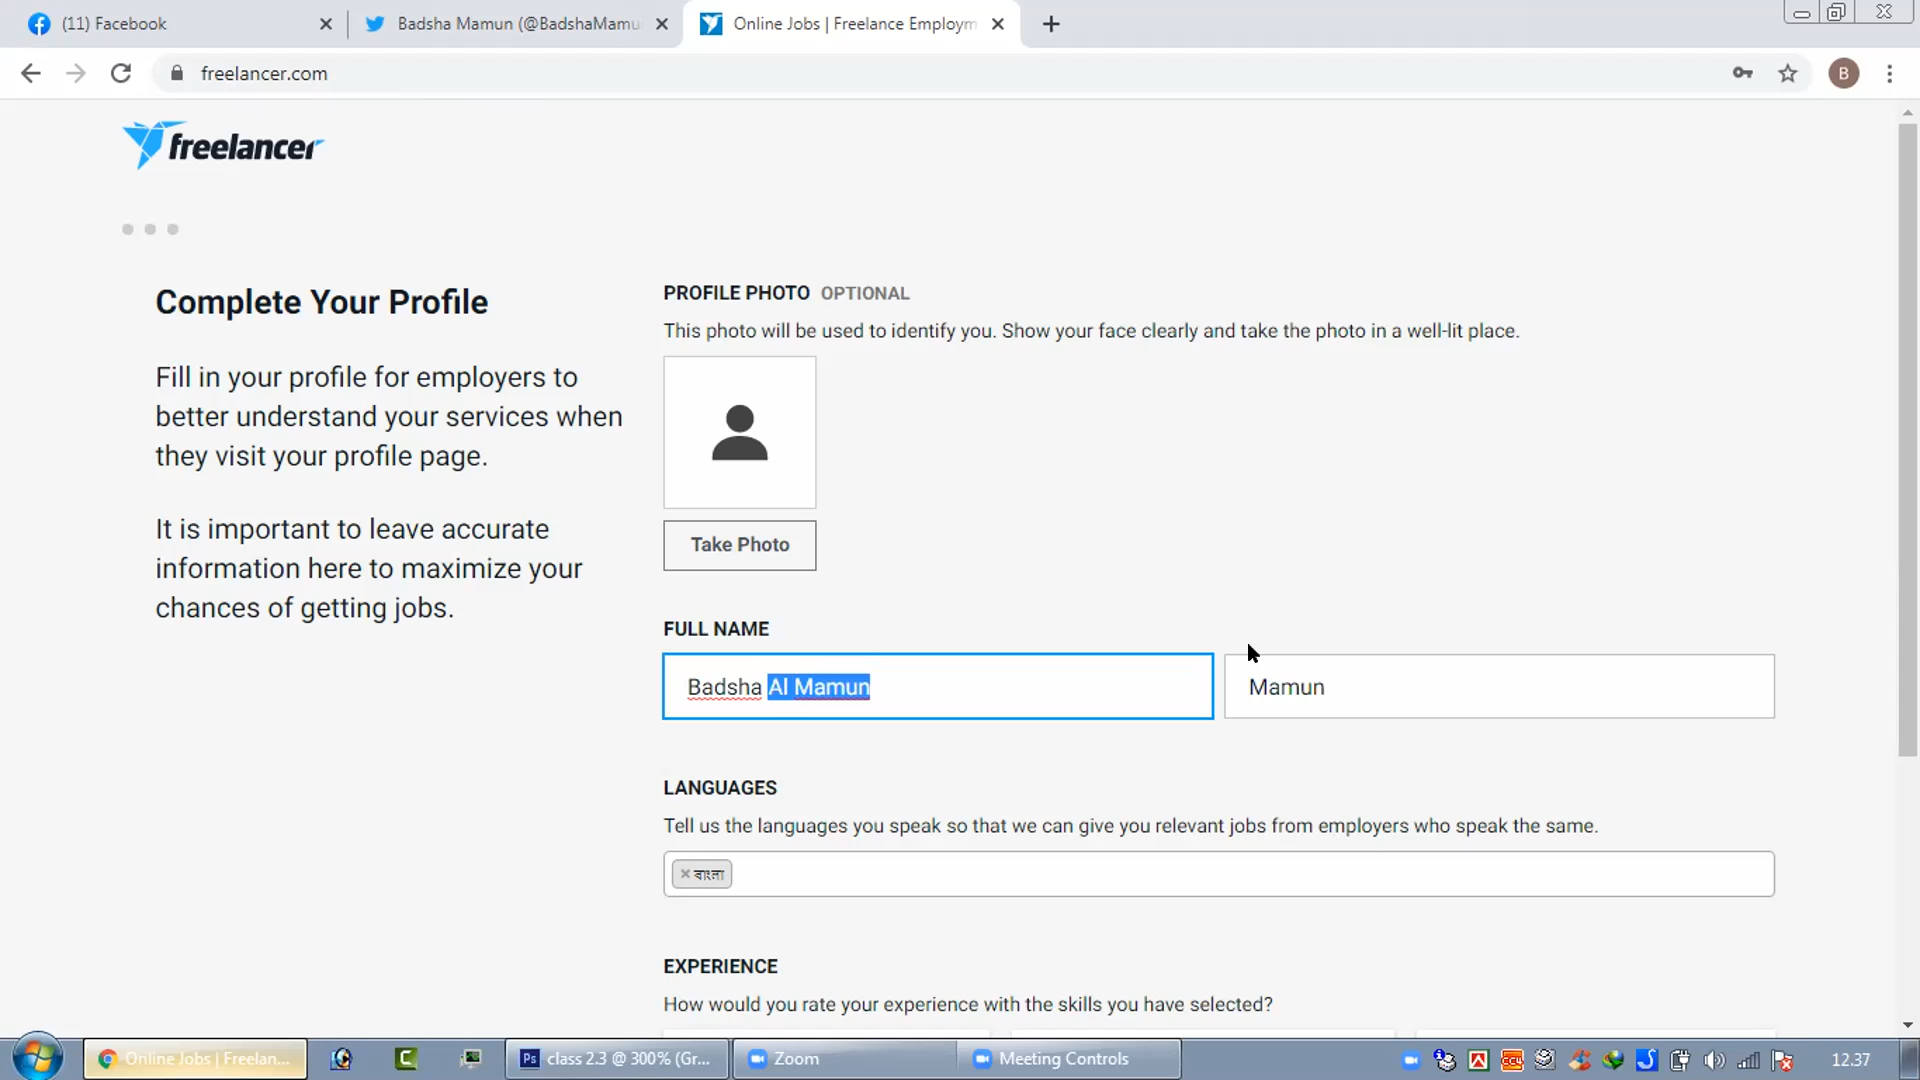 (11) Facebook
Badsha Mamun (@BadshaMamu
Online Jobs | Freelance Employm
freelancer.com
B
freelancer
Complete Your Profile
Fill in your profile for employers to
better understand your services when
they visit your profile page.
It is important to leave accurate
information here to maximize your
chances of getting jobs.
PROFILE PHOTO OPTIONAL
This photo will be used to identify you. Show your face clearly and take the photo in a well-lit place.
Take Photo
FULL NAME
Badsha Al Mamun
Mamun
LANGUAGES
Tell us the languages you speak so that we can give you relevant jobs from employers who speak the same.
× বাংলা
EXPERIENCE
How would you rate your experience with the skills you have selected?
Online Jobs | Freelan...
Ps class 2.3 @ 300% (Gr...
Zoom
Meeting Controls
12.37